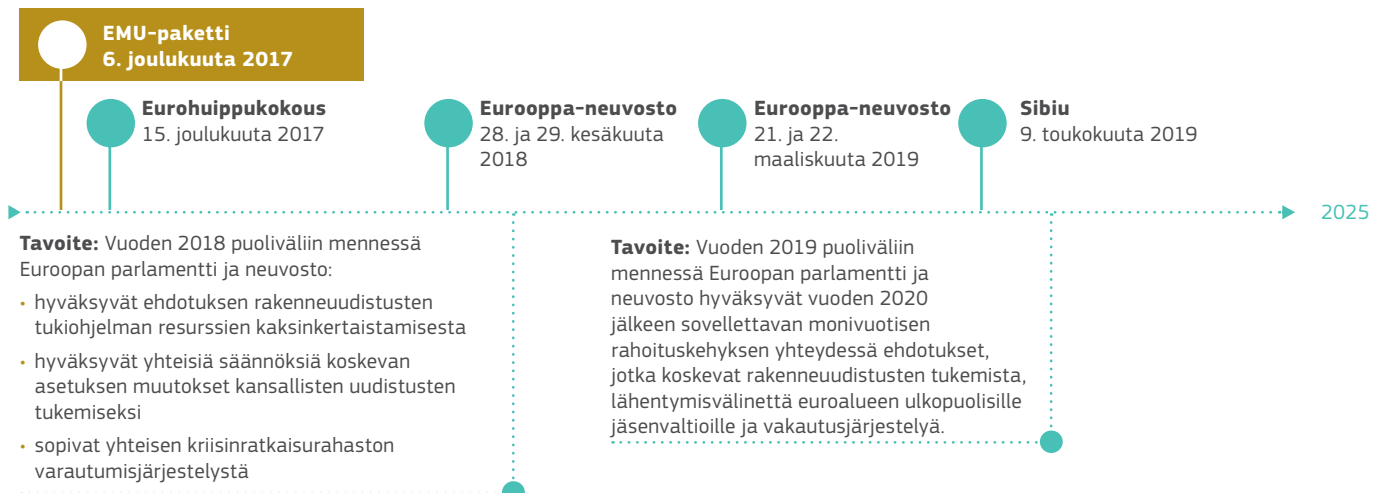 EMU-paketti
6. joulukuuta 2017
Eurohuippukokous
15. joulukuuta 2017
Eurooppa-neuvosto
28. ja 29. kesäkuuta
2018
Eurooppa-neuvosto
21. ja 22.
maaliskuuta 2019
Sibiu
9. toukokuuta 2019
2025
Tavoite: Vuoden 2018 puoliväliin mennessä
Euroopan parlamentti ja neuvosto:
• hyväksyvät ehdotuksen rakenneuudistusten
tukiohjelman resurssien kaksinkertaistamisesta
• hyväksyvät yhteisiä säännöksiä koskevan
asetuksen muutokset kansallisten uudistusten
tukemiseksi
• sopivat yhteisen kriisinratkaisurahaston
varautumisjärjestelystä
Tavoite: Vuoden 2019 puoliväliin
mennessä Euroopan parlamentti ja
neuvosto hyväksyvät vuoden 2020
jälkeen sovellettavan monivuotisen
rahoituskehyksen yhteydessä ehdotukset,
jotka koskevat rakenneuudistusten tukemista,
lähentymisvälinettä euroalueen ulkopuolisille
jäsenvaltioille ja vakautusjärjestelyä.